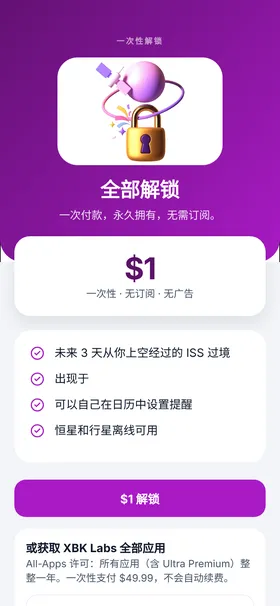 一次性解锁
全部解锁
一次付款，永久拥有，无需订阅。
$1
一次性 · 无订阅 · 无广告
未来 3 天从你上空经过的 ISS 过境
出现于
可以自己在日历中设置提醒
恒星和行星离线可用
$1 解锁
或获取 XBK Labs 全部应用
All-Apps 许可：所有应用（含 Ultra Premium）整
整一年。一次性支付 $49.99，不会自动续费。